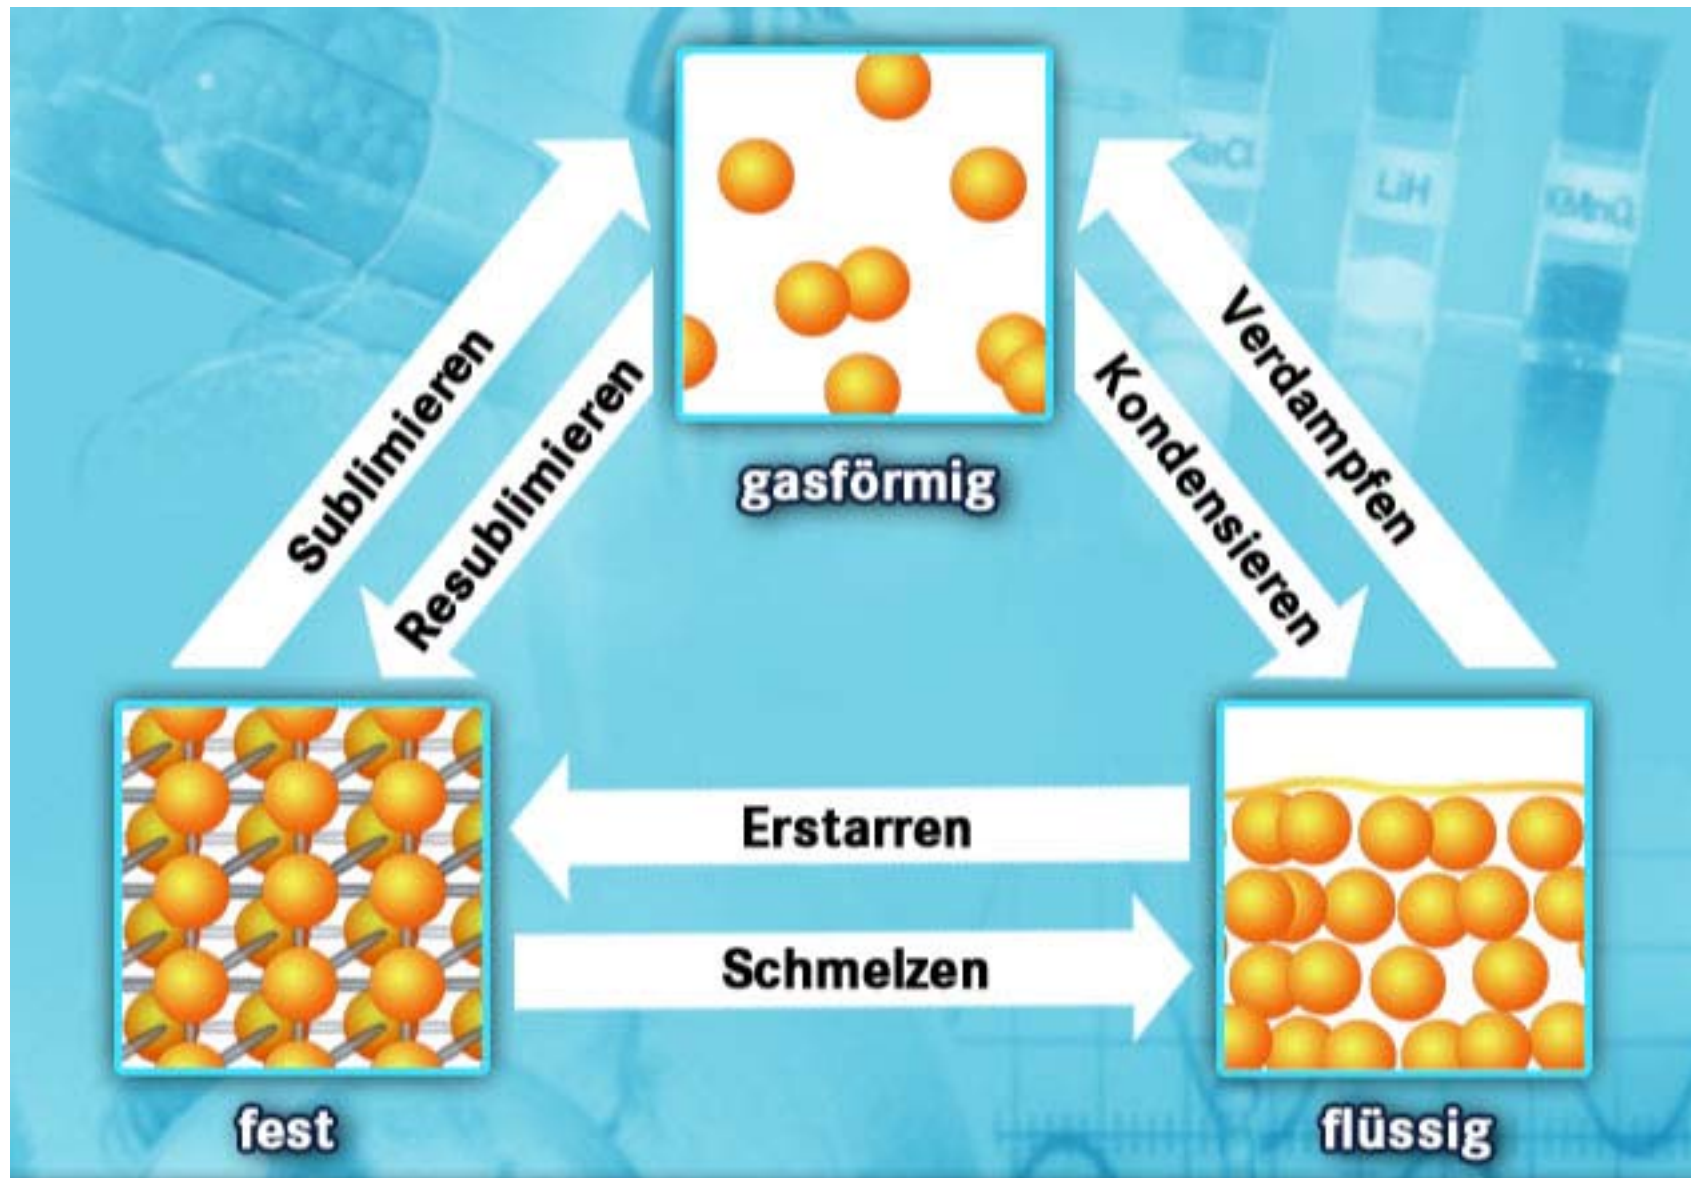 LiH
gasförmig
Sublimieren
Resublimieren
Kondensieren
Verdampfen
Erstarren
Schmelzen
fest
flüssig